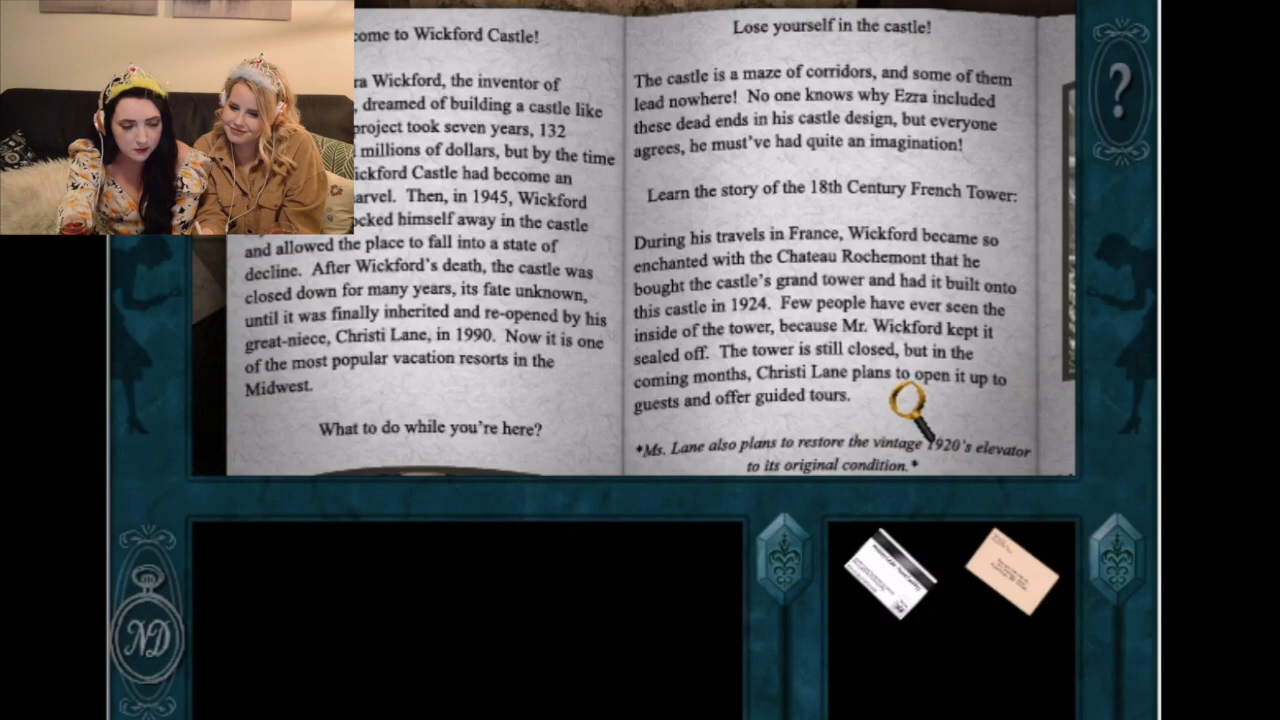 come to Wickford Castle!
ra Wickford, the inventor of
, dreamed of building a castle like
project took seven years, 132
millions of dollars, but by the time
ickford Castle had become an
arvel. Then, in 1945, Wickford
ocked himself away in the castle
and allowed the place to fall into a state of
decline. After Wickford's death, the castle was
closed down for many years, its fate unknown,
until it was finally inherited and re-opened by his
great-niece, Christi Lane, in 1990. Now it is one
of the most popular vacation resorts in the
Midwest.
What to do while you're here?
Lose yourself in the castle!
The castle is a maze of corridors, and some of them
lead nowhere! No one knows why Ezra included
these dead ends in his castle design, but everyone
agrees, he must've had quite an imagination!
Learn the story of the 18th Century French Tower:
During his travels in France, Wickford became so
enchanted with the Chateau Rochemont that he
bought the castle's grand tower and had it built onto
this castle in 1924. Few people have ever seen the
inside of the tower, because Mr. Wickford kept it
sealed off. The tower is still closed, but in the
coming months, Christi Lane plans to open it up to
guests and offer guided tours.
*Ms. Lane also plans to restore the vintage 1920's elevator
to its original condition.*
?
ND